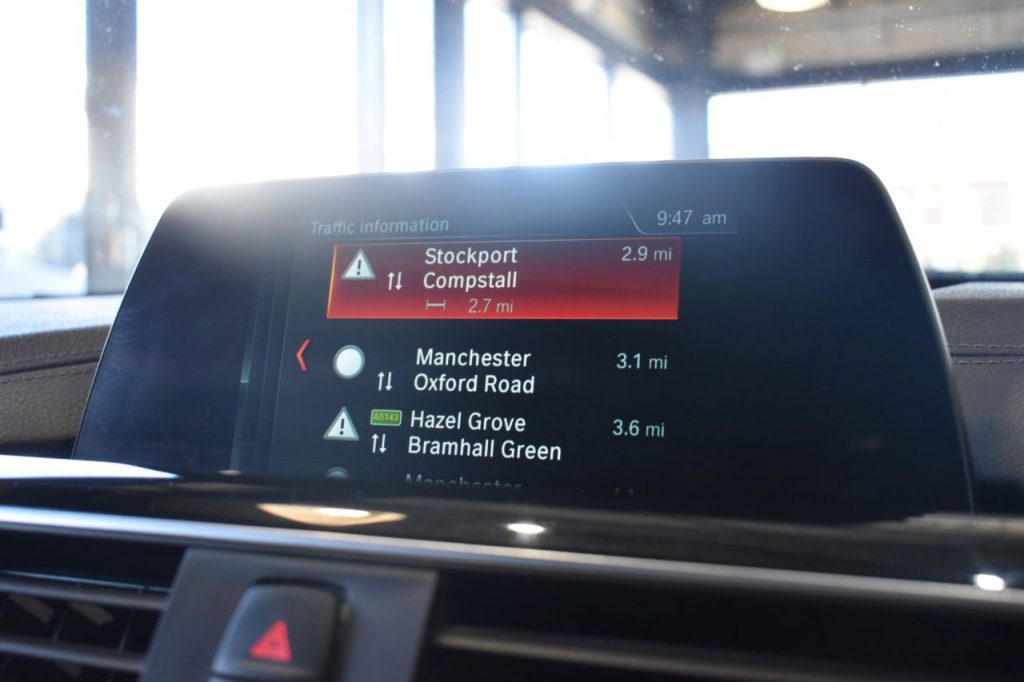 Traffic information
9:47 am
Stockport 2.9 mi
Compstall
2.7 mi
Manchester 3.1 mi
Oxford Road
A5143 Hazel Grove 3.6 mi
Bramhall Green
Manchester